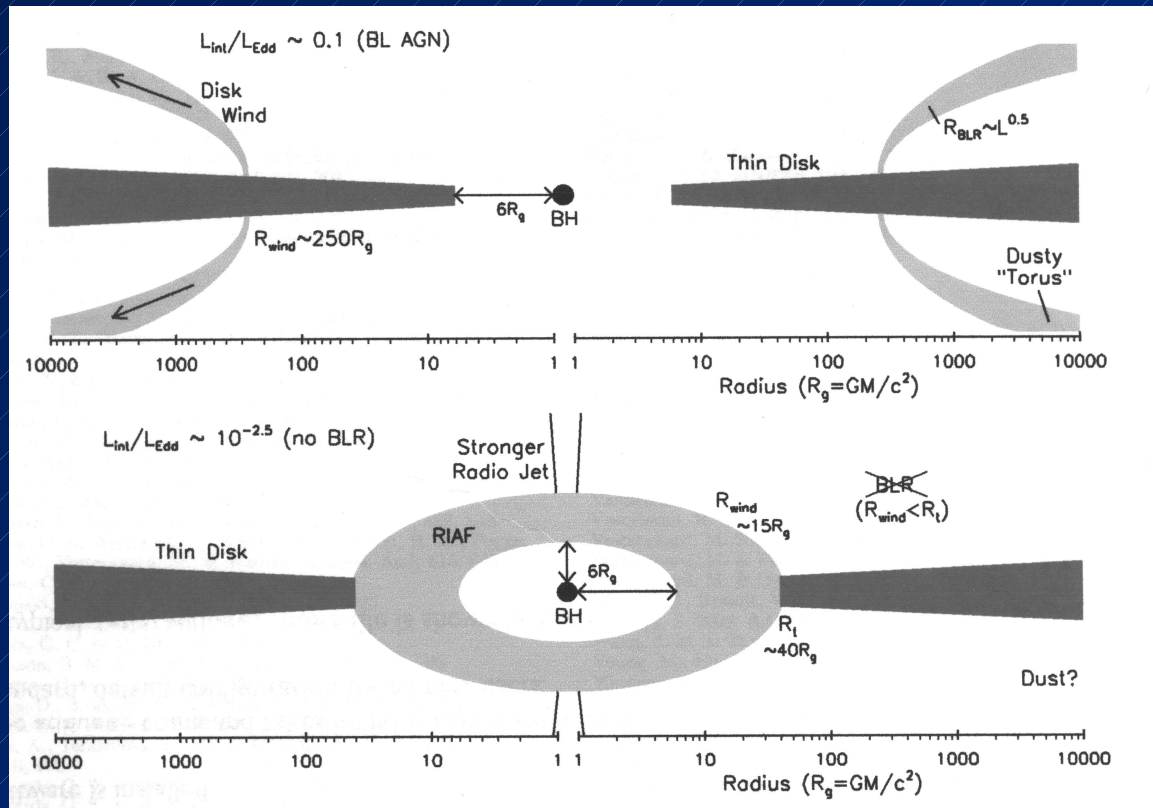 L_int/L_Edd ~ 0.1 (BL AGN)
Disk
Wind
R_BLR~L^0.5
Thin Disk
6R_g
BH
R_wind~250R_g
Dusty
"Torus"
10000 1000 100 10 1 1 10 100 1000 10000
Radius (R_g=GM/c²)
L_int/L_Edd ~ 10^-2.5 (no BLR)
Stronger
Radio Jet
BLR
(R_wind<R_t)
R_wind
~15R_g
RIAF
Thin Disk
6R_g
BH
R_t
~40R_g
Dust?
10000 1000 100 10 1 1 10 100 1000 10000
Radius (R_g=GM/c²)